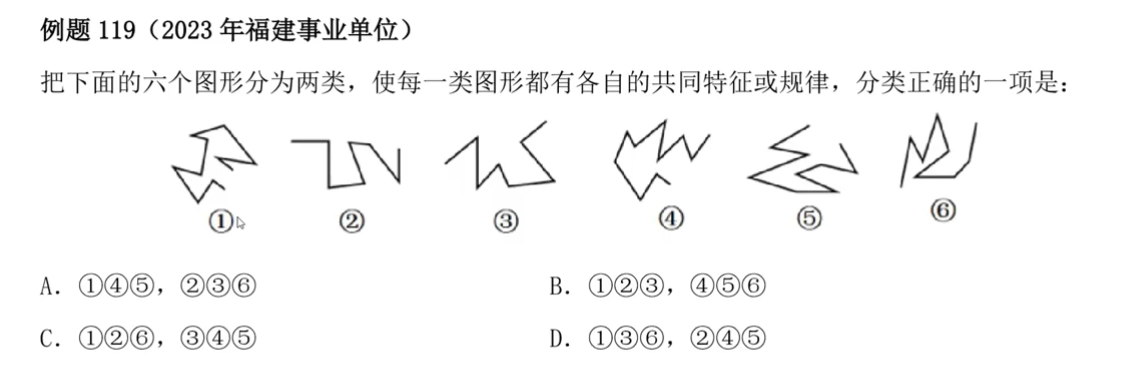 例题 119（2023 年福建事业单位）
把下面的六个图形分为两类，使每一类图形都有各自的共同特征或规律，分类正确的一项是：
① ② ③ ④ ⑤ ⑥
A. ①④⑤，②③⑥ B. ①②③，④⑤⑥
C. ①②⑥，③④⑤ D. ①③⑥，②④⑤